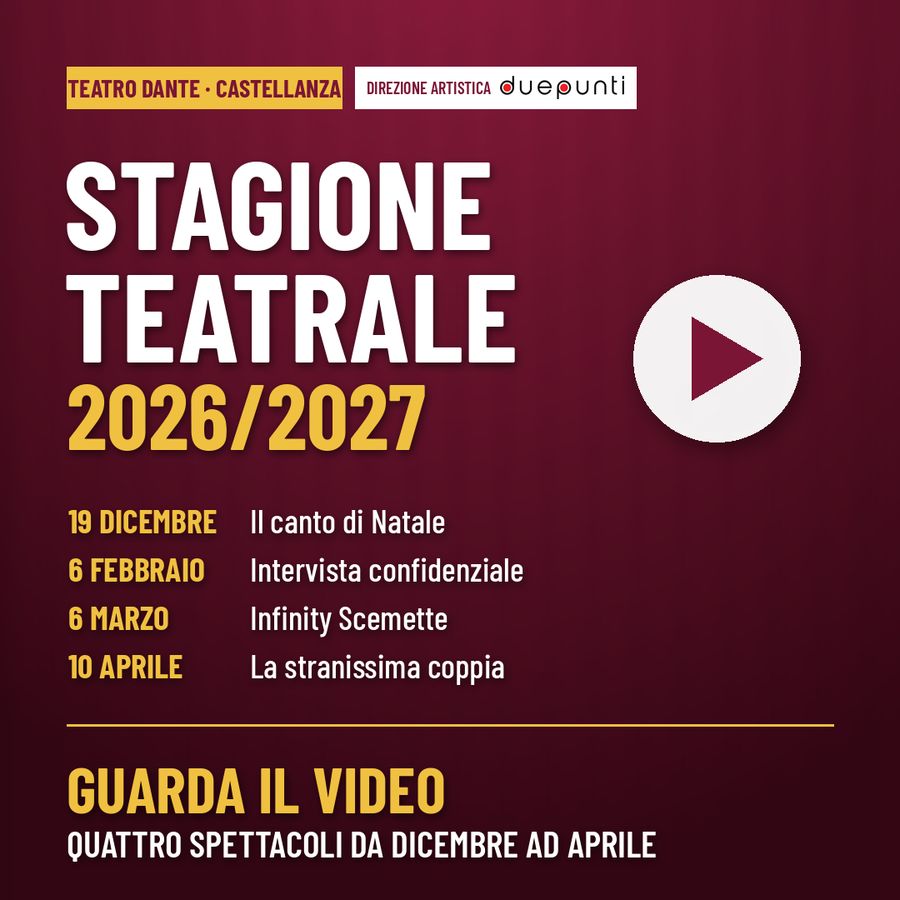 TEATRO DANTE · CASTELLANZA
DIREZIONE ARTISTICA duepunti
STAGIONE
TEATRALE
2026/2027
19 DICEMBRE Il canto di Natale
6 FEBBRAIO Intervista confidenziale
6 MARZO Infinity Scemette
10 APRILE La stranissima coppia
GUARDA IL VIDEO
QUATTRO SPETTACOLI DA DICEMBRE AD APRILE